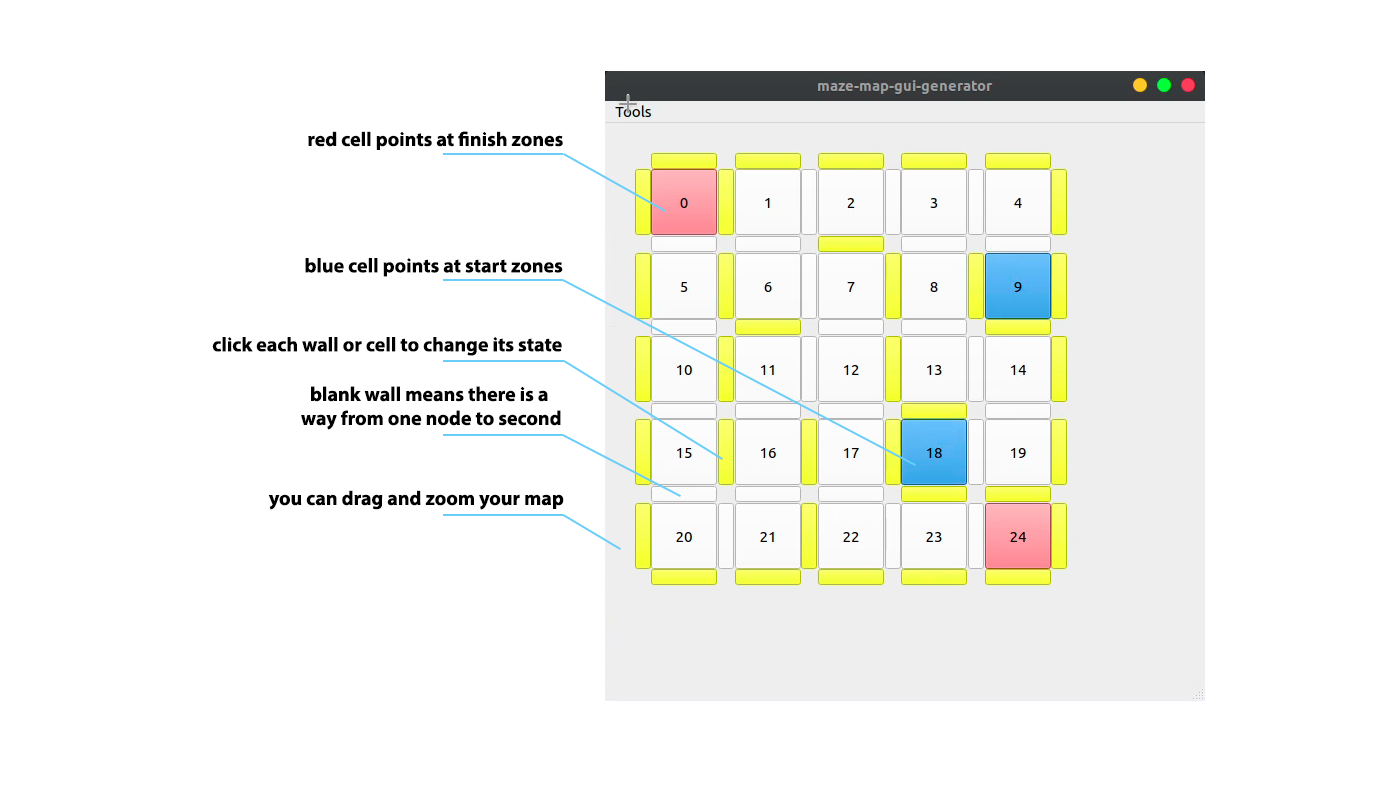 maze-map-gui-generator
Tools
red cell points at finish zones
blue cell points at start zones
click each wall or cell to change its state
blank wall means there is a
way from one node to second
you can drag and zoom your map
0 1 2 3 4
5 6 7 8 9
10 11 12 13 14
15 16 17 18 19
20 21 22 23 24